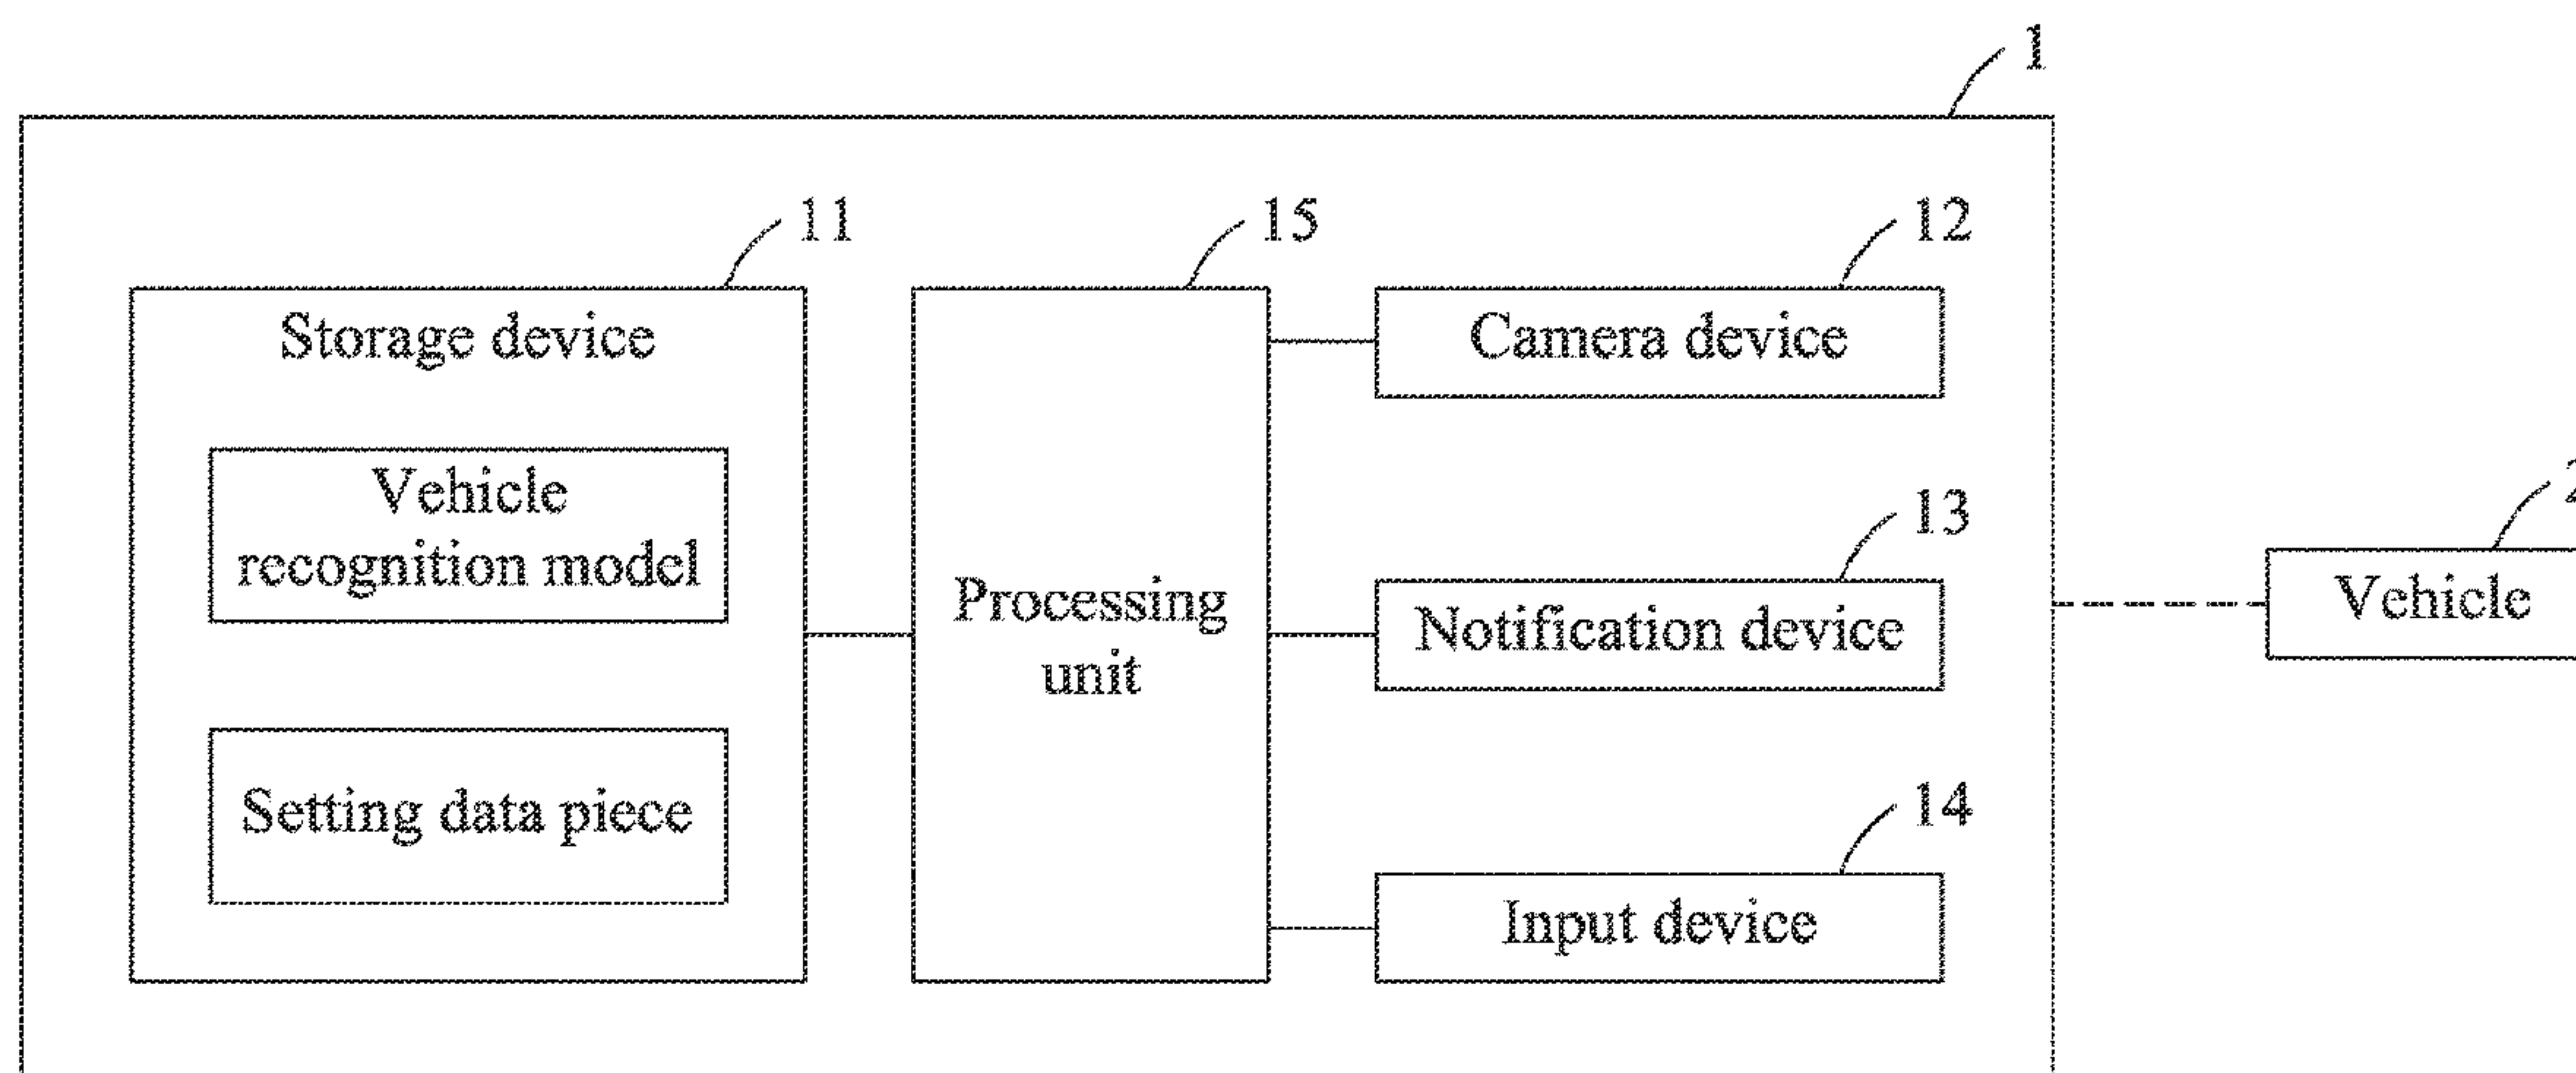 1
11
15
12
Storage device
Camera device
Vehicle
recognition model
13
Processing
unit
Notification device
Vehicle
Setting data piece
14
Input device